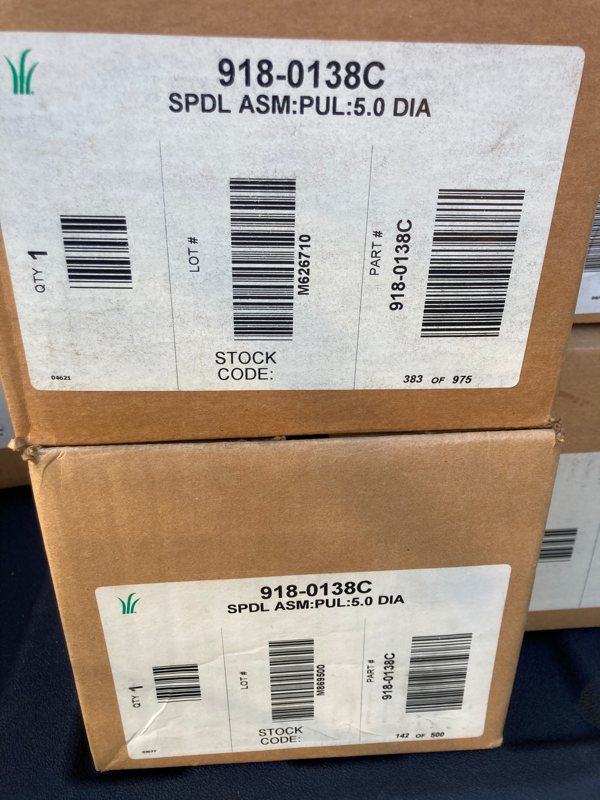 918-0138C
SPDL ASM:PUL:5.0 DIA
QTY 1
LOT #
M626710
PART #
918-0138C
STOCK
CODE:
04621
383 OF 975
918-0138C
SPDL ASM:PUL:5.0 DIA
QTY 1
LOT #
M869500
PART #
918-0138C
STOCK
CODE:
142 OF 500